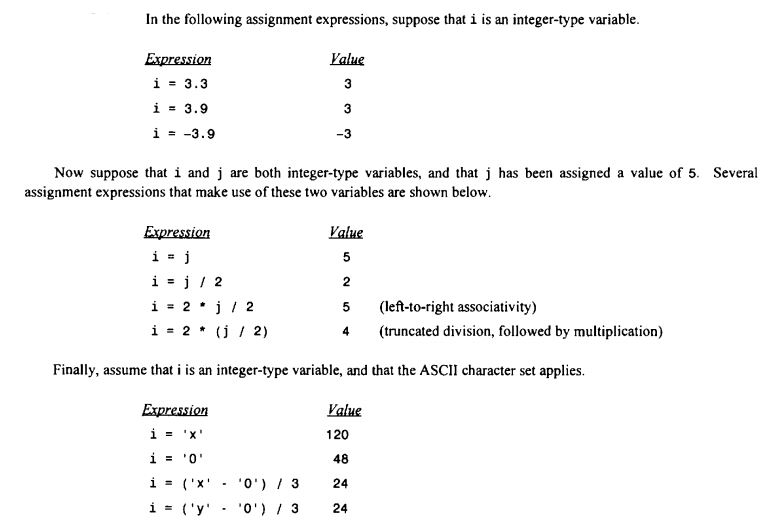 In the following assignment expressions, suppose that i is an integer-type variable.
Expression Value
i = 3.3 3
i = 3.9 3
i = -3.9 -3
Now suppose that i and j are both integer-type variables, and that j has been assigned a value of 5. Several
assignment expressions that make use of these two variables are shown below.
Expression Value
i = j 5
i = j / 2 2
i = 2 * j / 2 5 (left-to-right associativity)
i = 2 * (j / 2) 4 (truncated division, followed by multiplication)
Finally, assume that i is an integer-type variable, and that the ASCII character set applies.
Expression Value
i = 'x' 120
i = '0' 48
i = ('x' - '0') / 3 24
i = ('y' - '0') / 3 24